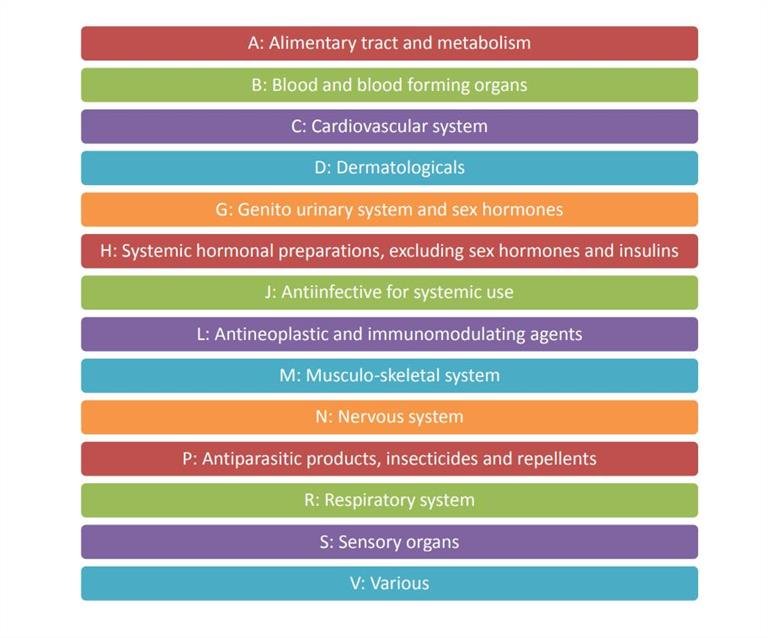 A: Alimentary tract and metabolism
B: Blood and blood forming organs
C: Cardiovascular system
D: Dermatologicals
G: Genito urinary system and sex hormones
H: Systemic hormonal preparations, excluding sex hormones and insulins
J: Antiinfective for systemic use
L: Antineoplastic and immunomodulating agents
M: Musculo-skeletal system
N: Nervous system
P: Antiparasitic products, insecticides and repellents
R: Respiratory system
S: Sensory organs
V: Various